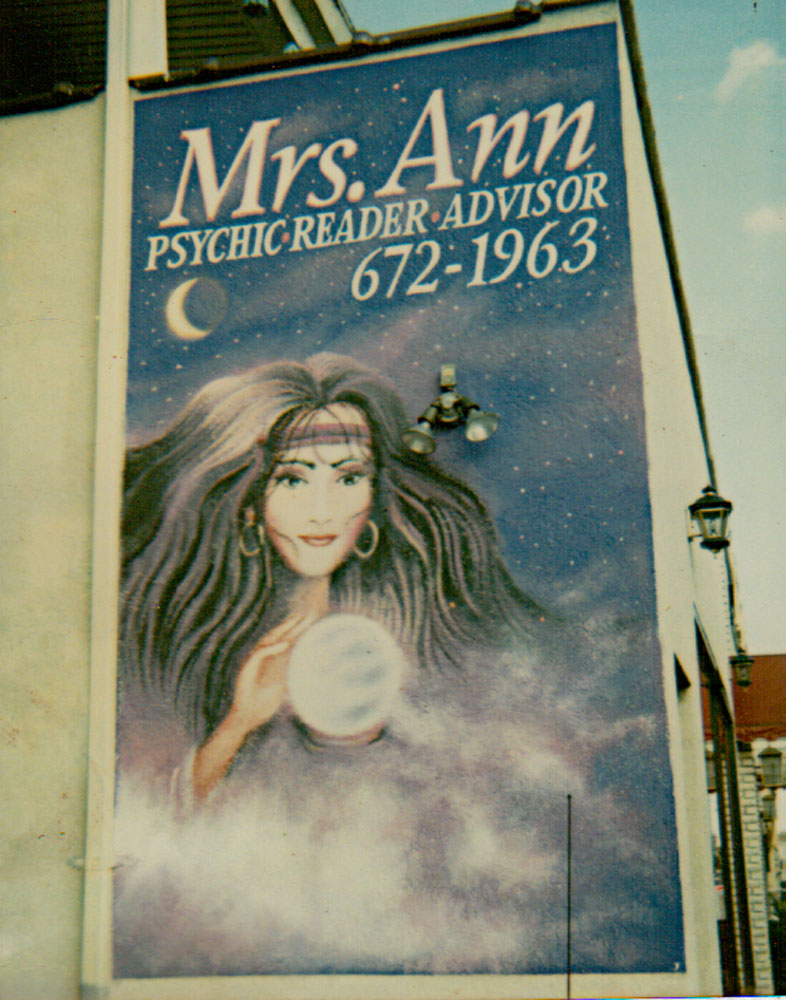 Mrs. Ann
PSYCHIC·READER·ADVISOR
672-1963